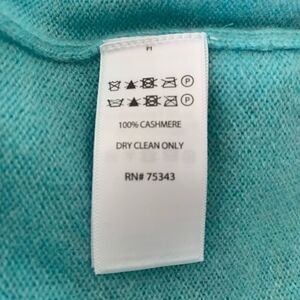 P
P
100% CASHMERE
DRY CLEAN ONLY
RN# 75343